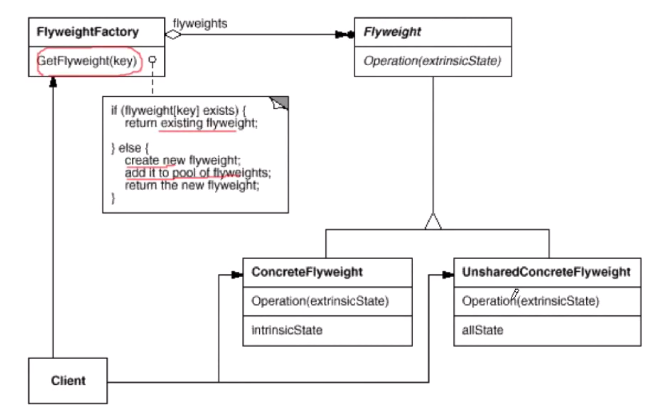 FlyweightFactory
flyweights
Flyweight
GetFlyweight(key)
Operation(extrinsicState)
if (flyweight[key] exists) {
return existing flyweight;
} else {
create new flyweight;
add it to pool of flyweights;
return the new flyweight;
}
ConcreteFlyweight
UnsharedConcreteFlyweight
Operation(extrinsicState)
Operation(extrinsicState)
intrinsicState
allState
Client